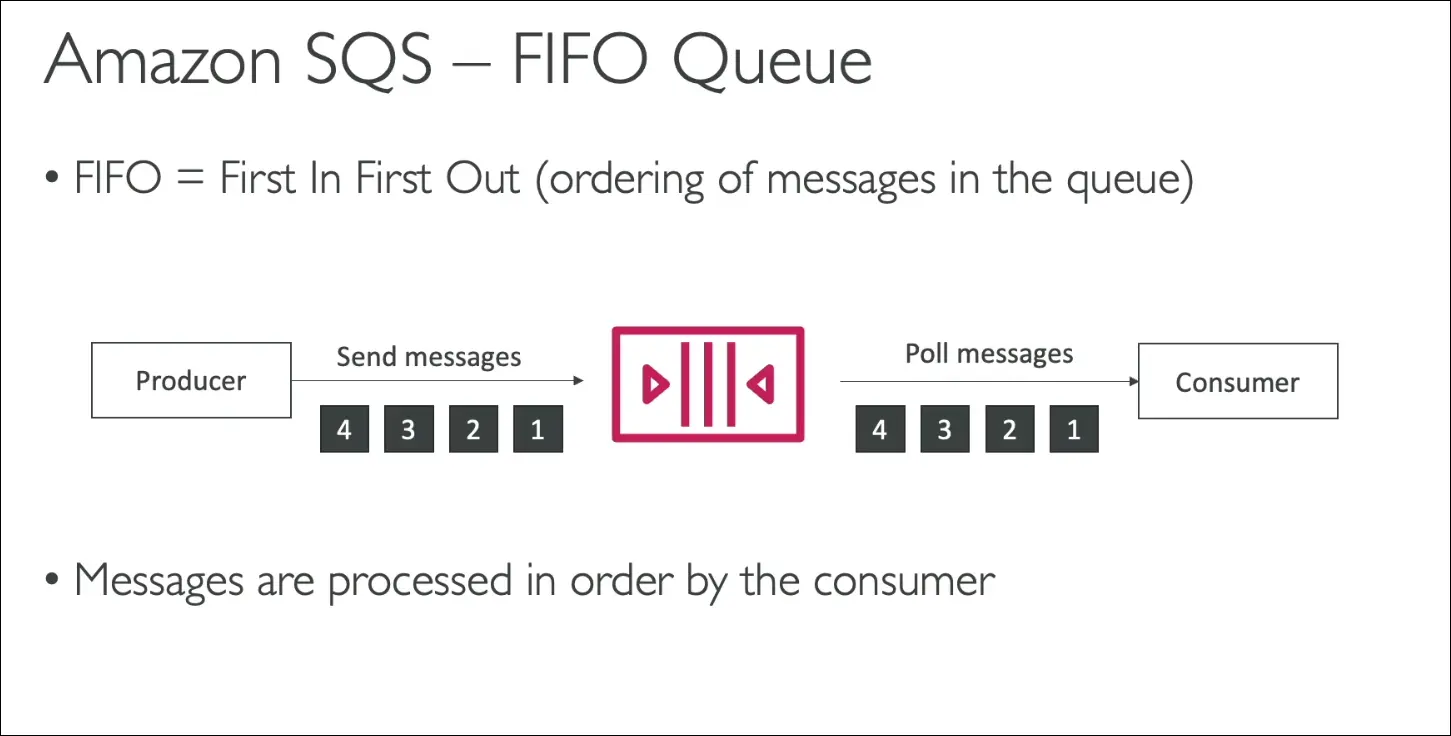 Amazon SQS – FIFO Queue
• FIFO = First In First Out (ordering of messages in the queue)
Producer
Send messages
4 3 2 1
Poll messages
4 3 2 1
Consumer
• Messages are processed in order by the consumer